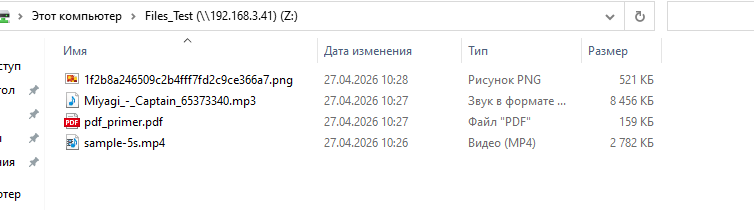 Этот компьютер > Files_Test (\\192.168.3.41) (Z:)
Имя Дата изменения Тип Размер
ступ
тол
1f2b8a246509c2b4fff7fd2c9ce366a7.png 27.04.2026 10:28 Рисунок PNG 521 КБ
Miyagi_-_Captain_65373340.mp3 27.04.2026 10:27 Звук в формате ... 8 456 КБ
PDF pdf_primer.pdf 27.04.2026 10:27 Файл "PDF" 159 КБ
sample-5s.mp4 27.04.2026 10:26 Видео (MP4) 2 782 КБ
ния
ютер